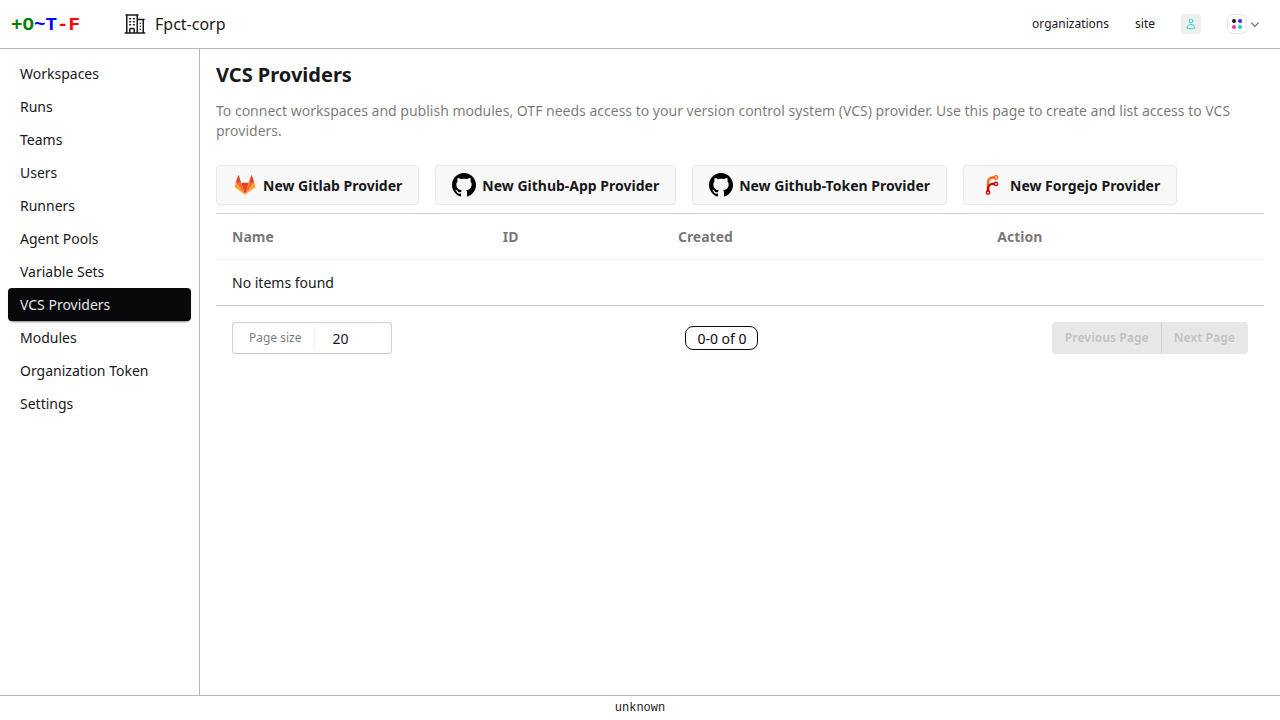 +O~T-F
Fpct-corp
organizations
site
Workspaces
Runs
Teams
Users
Runners
Agent Pools
Variable Sets
VCS Providers
Modules
Organization Token
Settings
VCS Providers
To connect workspaces and publish modules, OTF needs access to your version control system (VCS) provider. Use this page to create and list access to VCS
providers.
New Gitlab Provider
New Github-App Provider
New Github-Token Provider
New Forgejo Provider
Name ID Created Action
No items found
Page size 20
0-0 of 0
Previous Page Next Page
unknown